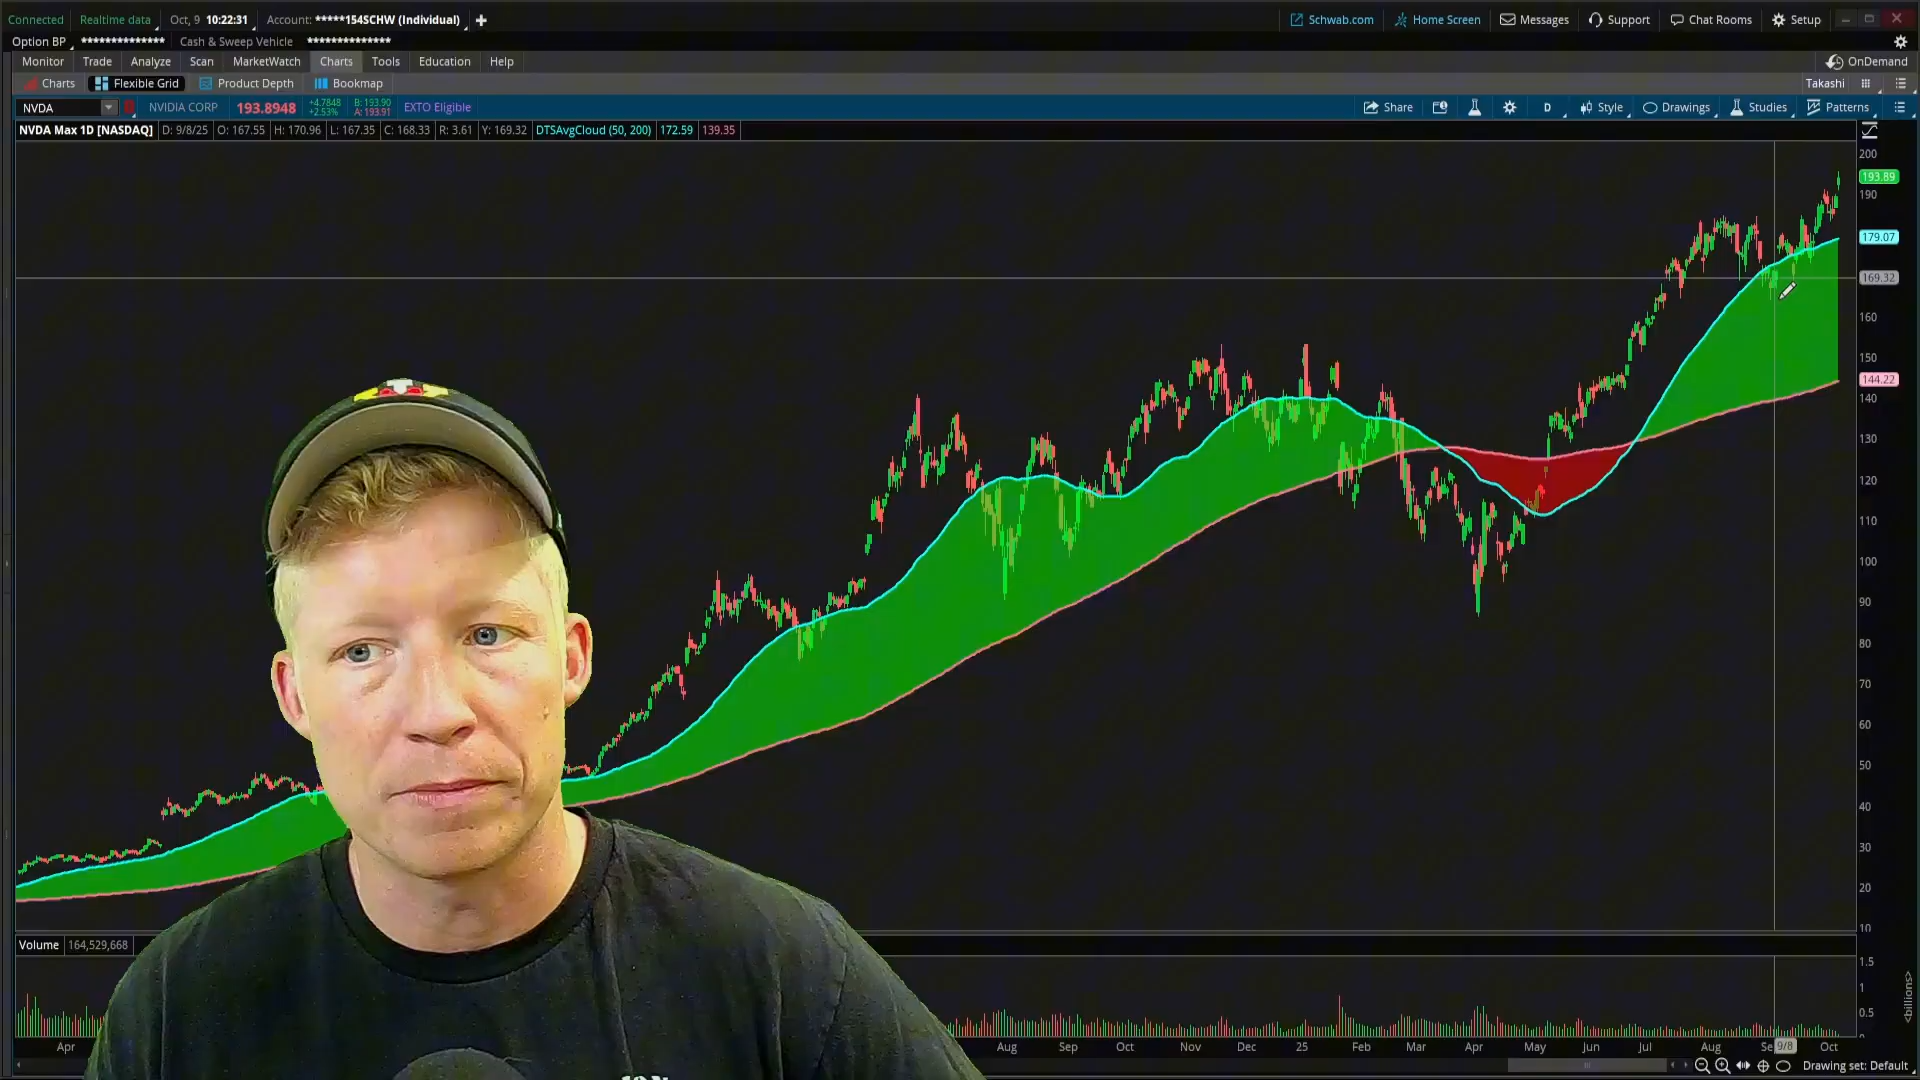 Connected Realtime data Oct, 9 10:22:31 Account: *****154SCHW (Individual) + Schwab.com Home Screen Messages Support Chat Rooms Setup
Option BP ************** Cash & Sweep Vehicle **************
Monitor Trade Analyze Scan MarketWatch Charts Tools Education Help OnDemand
Charts Flexible Grid Product Depth Bookmap Takashi
NVDA NVIDIA CORP 193.8948 +4.7848 +2.53% B: 193.90 A: 193.91 EXTO Eligible Share D Style Drawings Studies Patterns
NVDA Max 1D [NASDAQ] D: 9/8/25 O: 167.55 H: 170.96 L: 167.35 C: 168.33 R: 3.61 Y: 169.32 DTSAvgCloud (50, 200) 172.59 139.35
200
193.89
190
179.07
169.32
160
150
144.22
140
130
120
110
100
90
80
70
60
50
40
30
20
10
Volume 164,529,668
1.5
1
0.5
0
<billions>
Apr Aug Sep Oct Nov Dec 25 Feb Mar Apr May Jun Jul Aug 9/8 Oct
Drawing set: Default